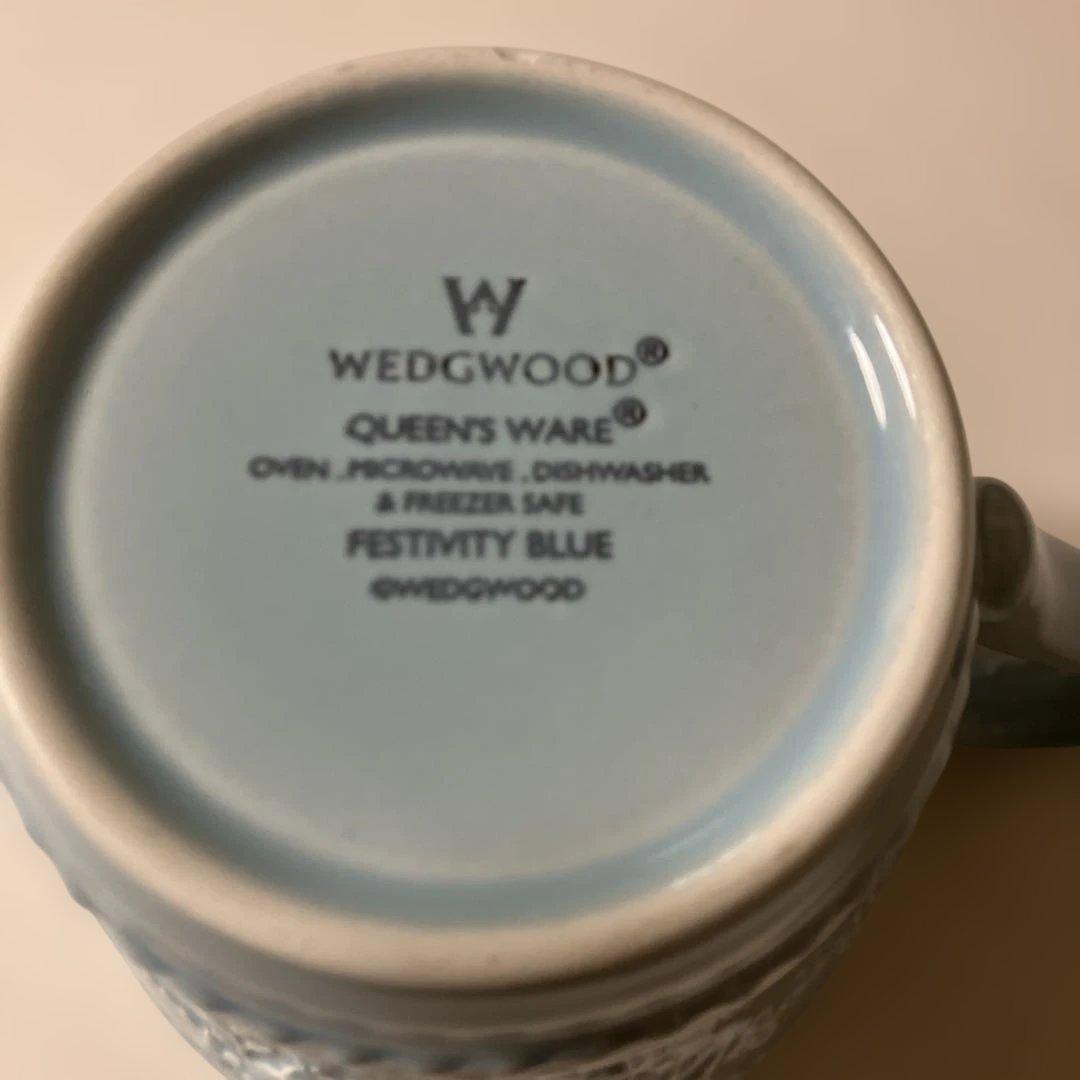 W
WEDGWOOD®
QUEEN'S WARE®
OVEN . MICROWAVE . DISHWASHER
& FREEZER SAFE
FESTIVITY BLUE
©WEDGWOOD